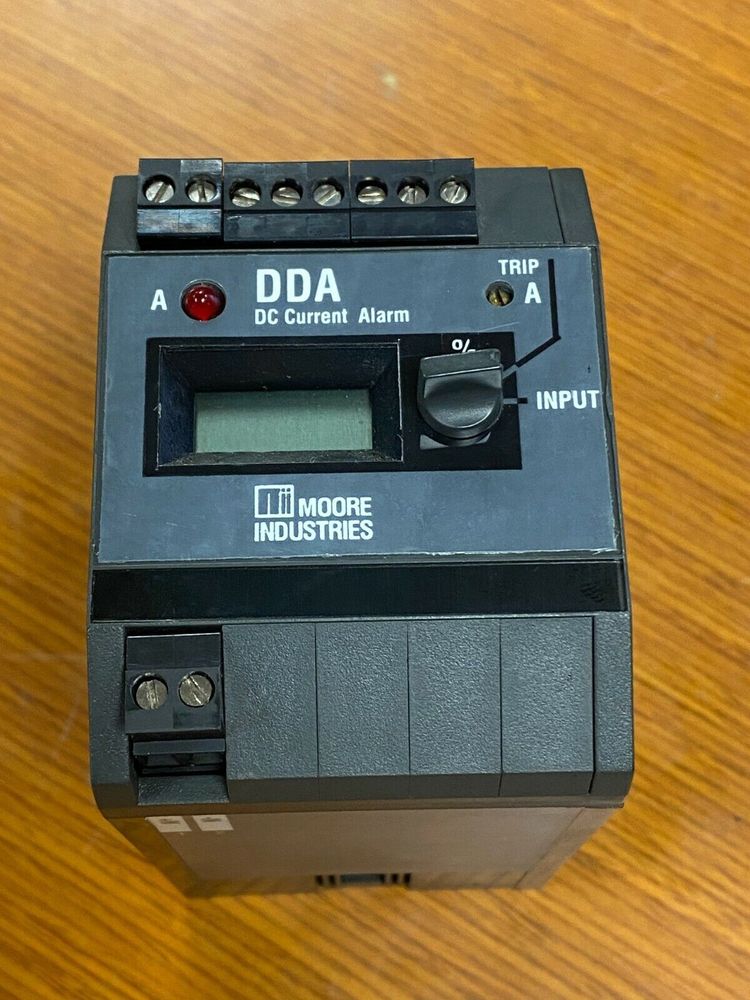 TRIP
A
DDA
A
DC Current Alarm
%
INPUT
MOORE
INDUSTRIES